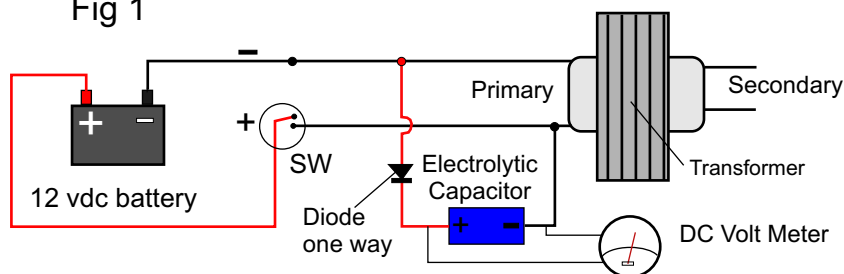 Fig 1
−
Primary
Secondary
+
+ −
SW
Electrolytic
Capacitor
Transformer
12 vdc battery
Diode
one way
+ −
DC Volt Meter